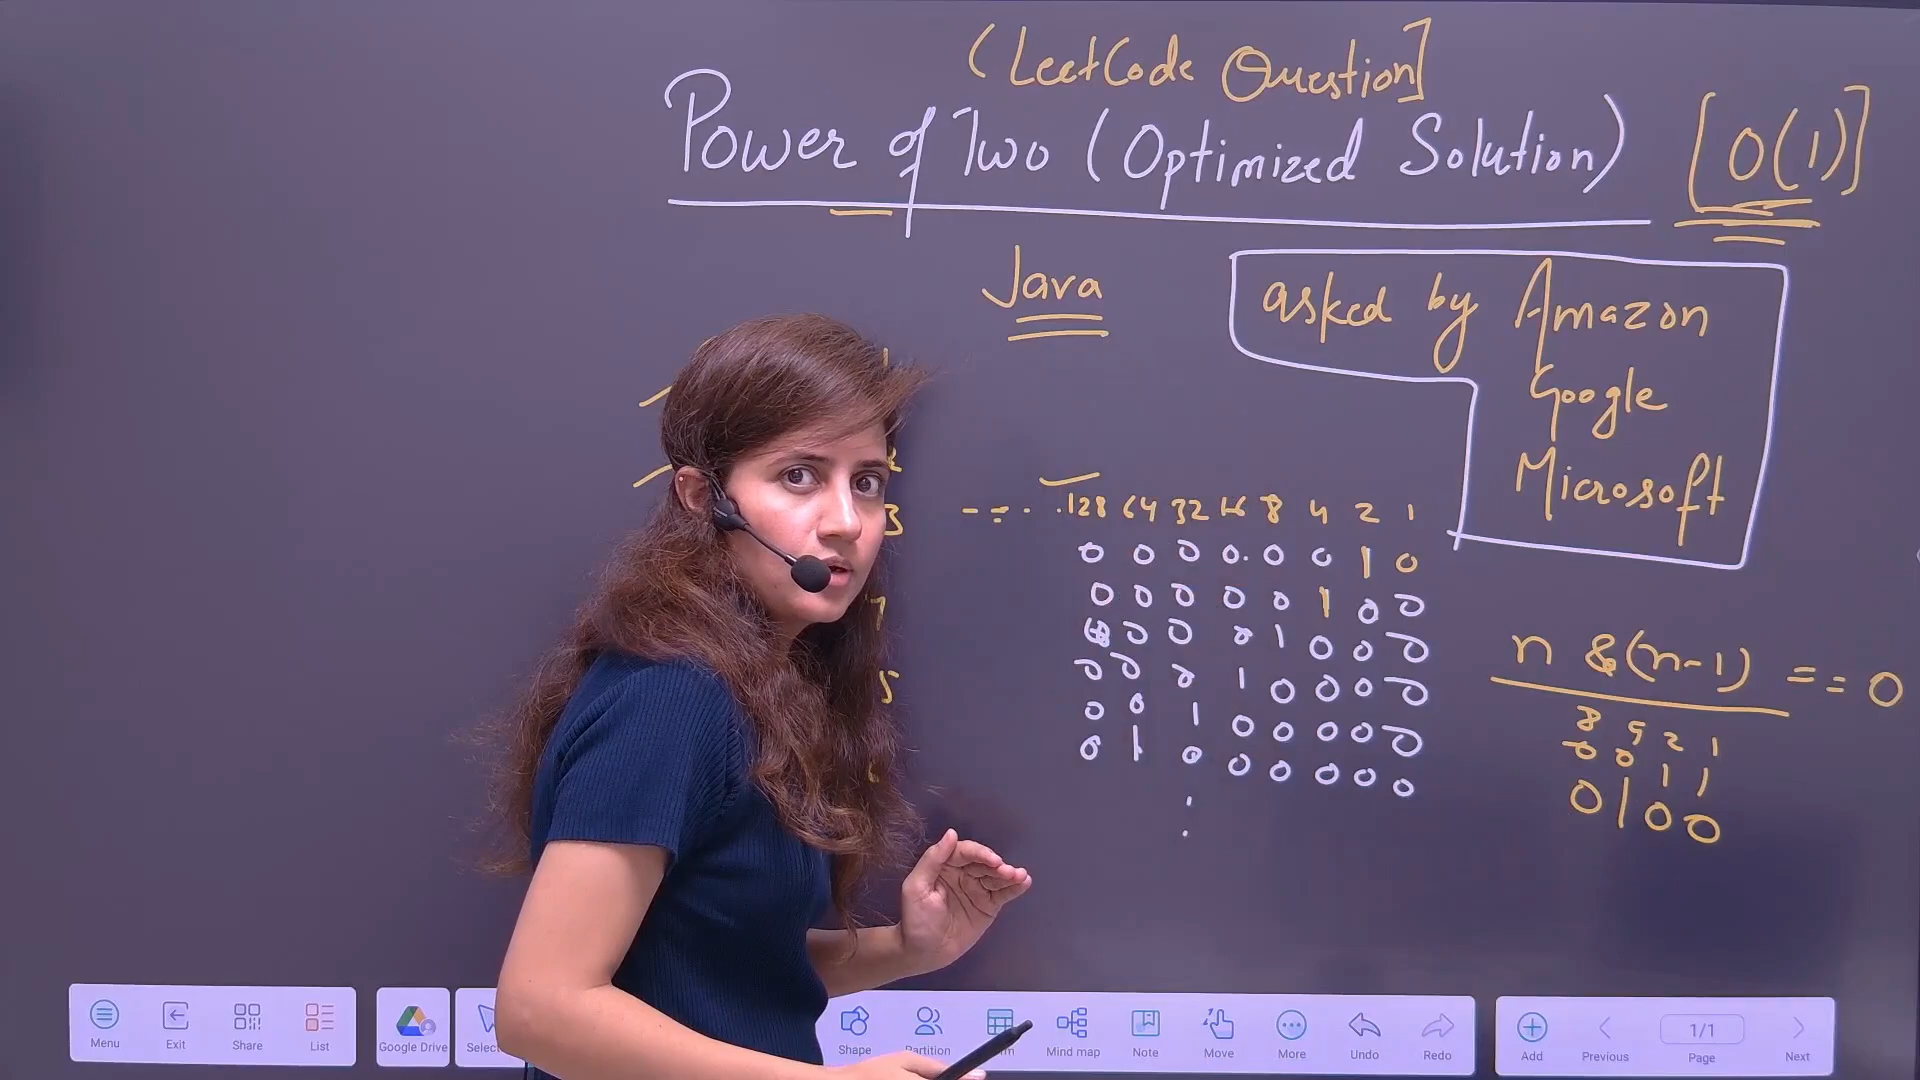 (LeetCode Question]
Power of Two (Optimized Solution) [O(1)]
Java
asked by Amazon
Google
Microsoft
3
7
5
128 64 32 16 8 4 2 1
0 0 0 0 0 0 1 0
0 0 0 0 0 1 0 0
0 0 0 1 0 0 0
0 0 0 1 0 0 0 0
0 0 1 0 0 0 0 0
0 1 0 0 0 0 0 0
n &(n-1) == 0
8 4 2 1
0 0 1 1
0 1 0 0
Menu Exit Share List Google Drive Select Shape Partition Mind map Note Move More Undo Redo Add Previous 1/1 Page Next